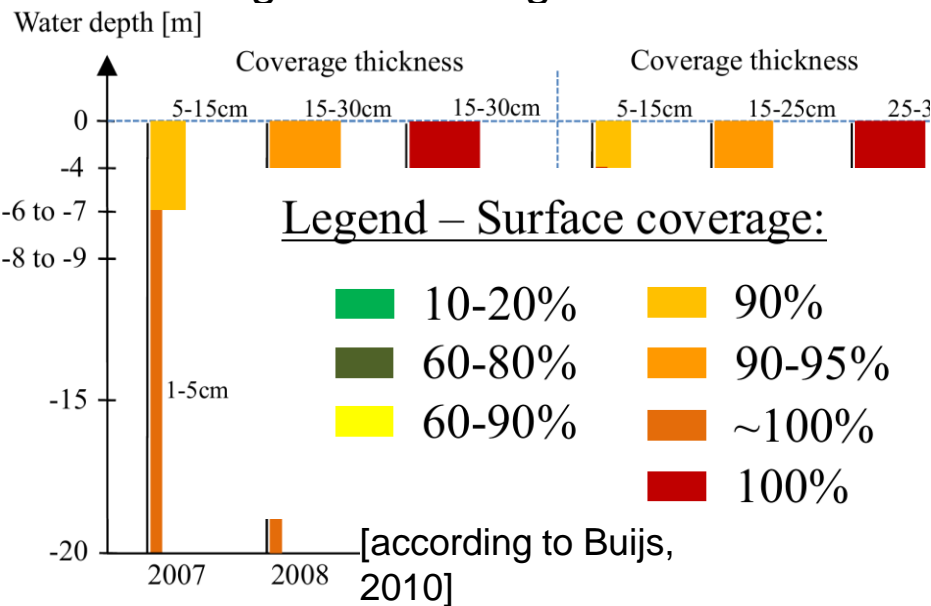 Water depth [m]
Coverage thickness
Coverage thickness
5-15cm
15-30cm
15-30cm
5-15cm
15-25cm
25-3
0
-4
-6 to -7
-8 to -9
-15
-20
1-5cm
Legend – Surface coverage:
10-20%
90%
60-80%
90-95%
60-90%
~100%
100%
2007
2008
[according to Buijs,
2010]